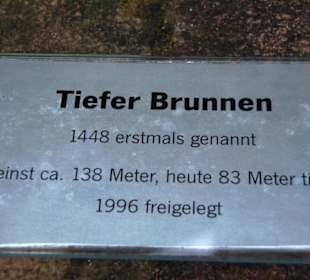 Tiefer Brunnen
1448 erstmals genannt
einst ca. 138 Meter, heute 83 Meter
1996 freigelegt